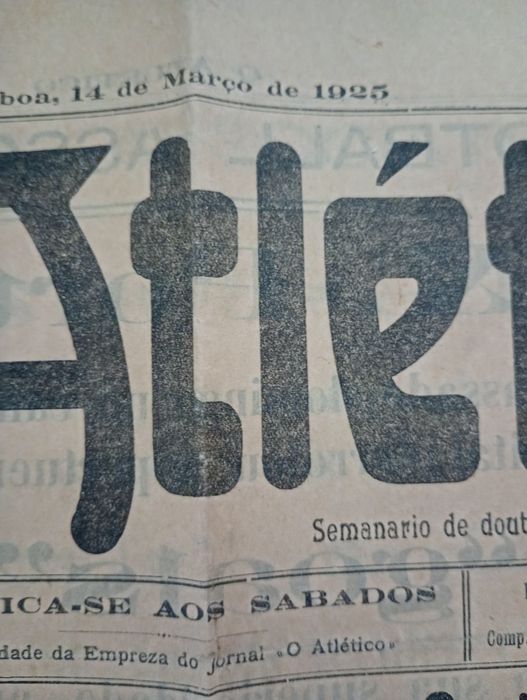 boa, 14 de Março de 1925
Atlét
Semanario de dout
ICA-SE AOS SABADOS
dade da Empreza do jornal «O Atlético»
Comp.